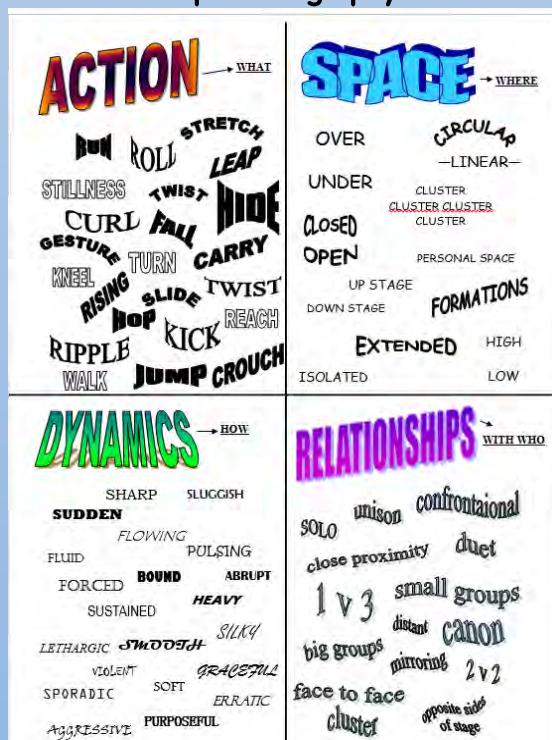 ACTION → WHAT
RUN ROLL STRETCH
LEAP
STILLNESS TWIST HIDE
CURL FALL
GESTURE TURN CARRY
KNEEL RISING SLIDE TWIST
HOP KICK REACH
RIPPLE
WALK JUMP CROUCH
SPACE → WHERE
OVER CIRCULAR
—LINEAR—
UNDER
CLUSTER
CLUSTER CLUSTER
CLOSED CLUSTER
OPEN PERSONAL SPACE
UP STAGE
DOWN STAGE FORMATIONS
EXTENDED HIGH
ISOLATED LOW
DYNAMICS → HOW
SHARP SLUGGISH
SUDDEN
FLOWING
FLUID PULSING
FORCED BOUND ABRUPT
SUSTAINED HEAVY
SILKY
LETHARGIC SMOOTH
VIOLENT GRACEFUL
SPORADIC SOFT ERRATIC
AGGRESSIVE PURPOSEFUL
RELATIONSHIPS → WITH WHO
SOLO unison confrontaional
close proximity duet
1 v 3 small groups
distant canon
big groups mirroring 2 v 2
face to face
cluster opposite sides
of stage